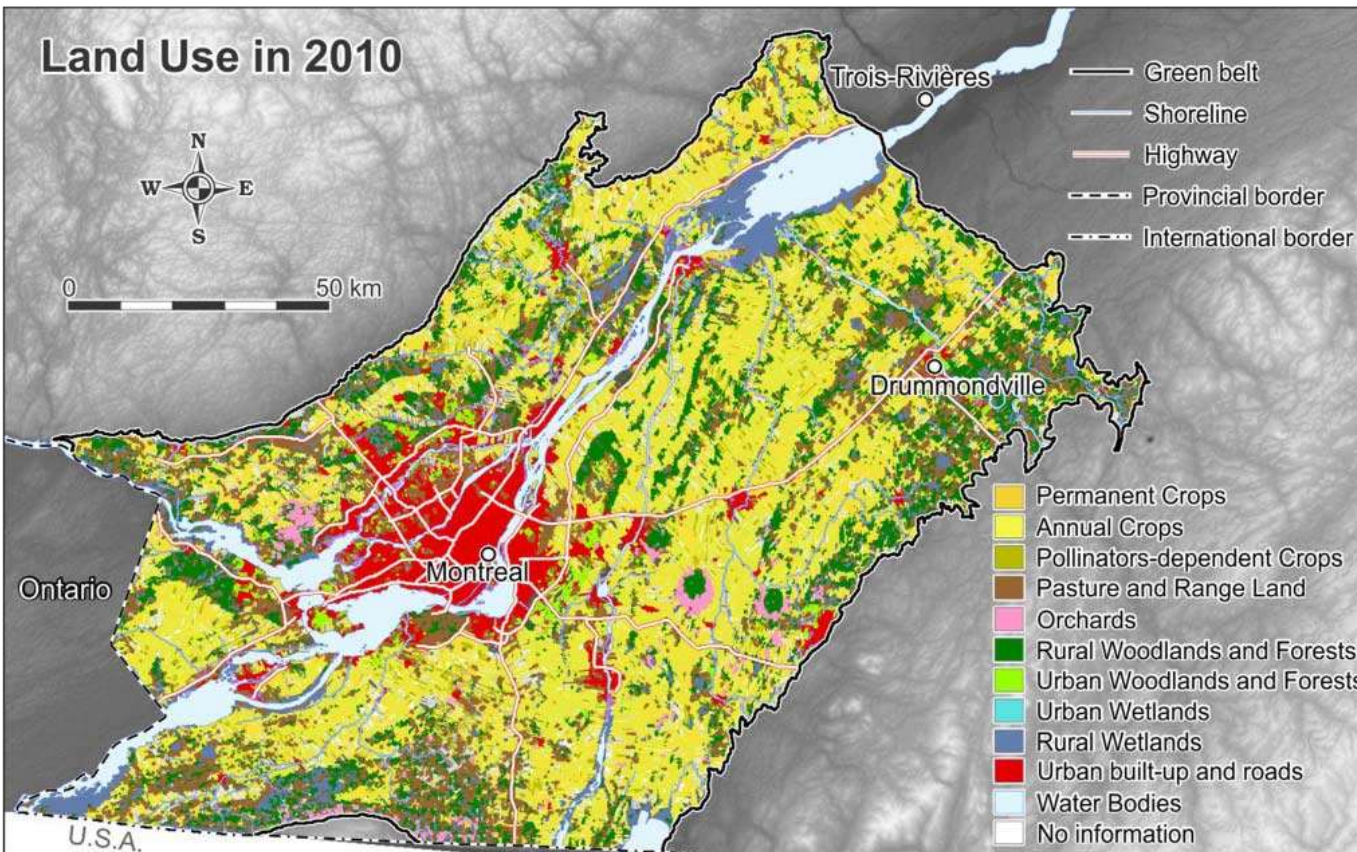 Land Use in 2010
N
W E
S
0 50 km
Trois-Rivières
Green belt
Shoreline
Highway
Provincial border
International border
Drummondville
Montreal
Ontario
U.S.A.
Permanent Crops
Annual Crops
Pollinators-dependent Crops
Pasture and Range Land
Orchards
Rural Woodlands and Forests
Urban Woodlands and Forests
Urban Wetlands
Rural Wetlands
Urban built-up and roads
Water Bodies
No information